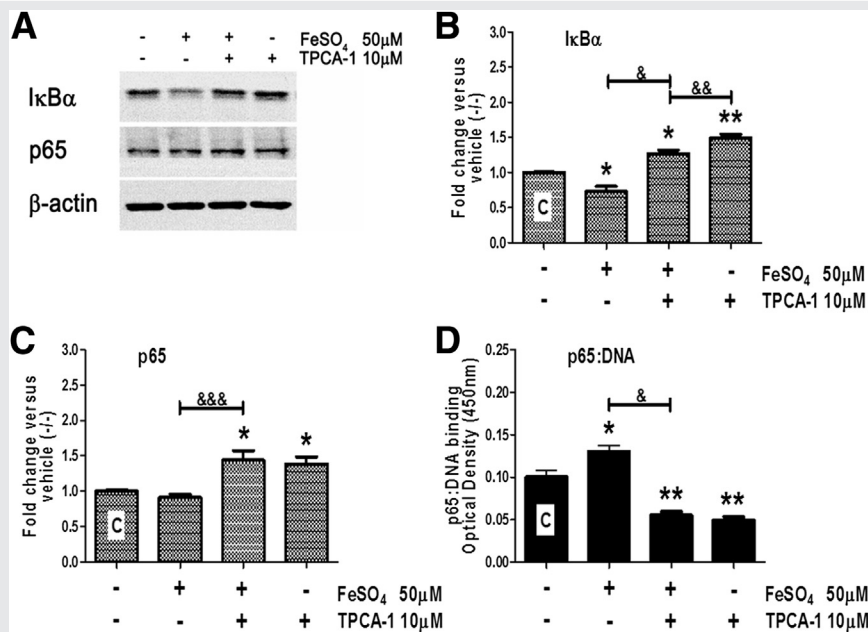 A
- + + - FeSO₄ 50μM
- - + + TPCA-1 10μM
IκBα
p65
β-actin
B
IκBα
Fold change versus
vehicle (-/-)
3.0
2.5
2.0
1.5
1.0
0.5
0.0
&
&&
* * **
C
- + + - FeSO₄ 50μM
- - + + TPCA-1 10μM
C
p65
Fold change versus
vehicle (-/-)
3.0
2.5
2.0
1.5
1.0
0.5
0.0
&&&
* *
C
- + + - FeSO₄ 50μM
- - + + TPCA-1 10μM
D
p65:DNA
p65:DNA binding
Optical Density (450nm)
0.25
0.20
0.15
0.10
0.05
0.00
&
* ** **
C
- + + - FeSO₄ 50μM
- - + + TPCA-1 10μM